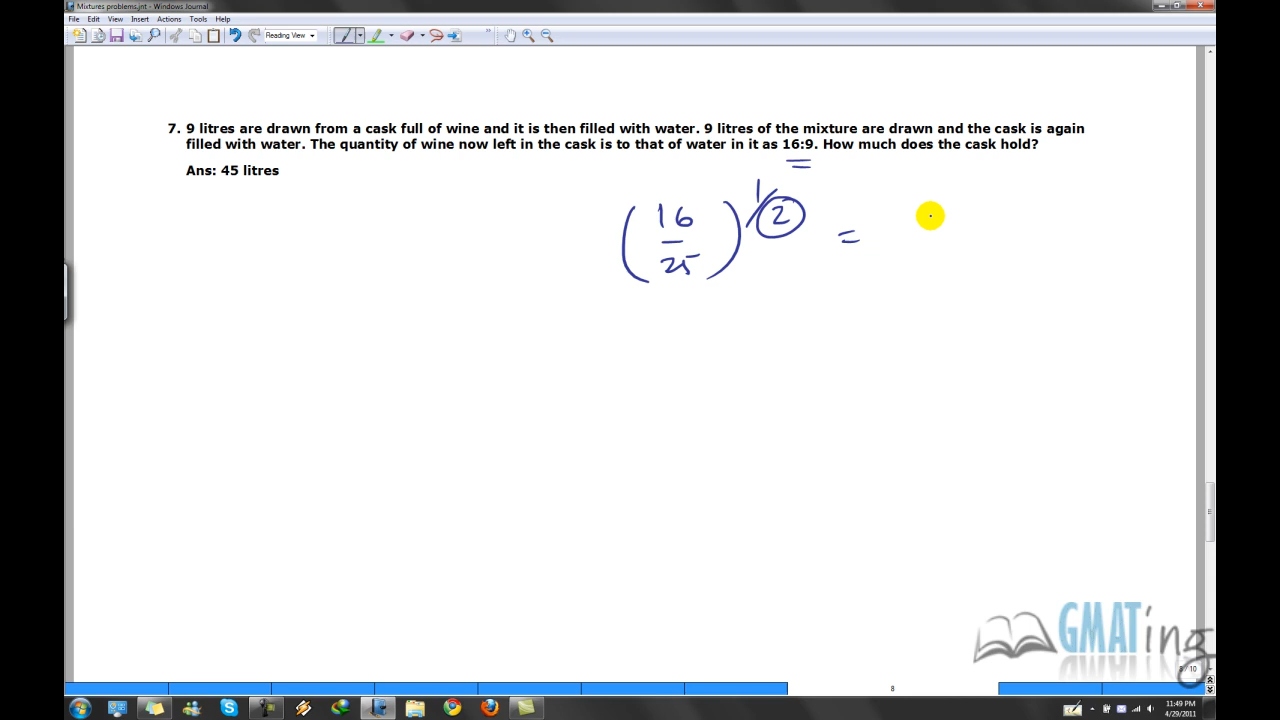 Mixtures problems.jnt - Windows Journal
File Edit View Insert Actions Tools Help
Reading View
7. 9 litres are drawn from a cask full of wine and it is then filled with water. 9 litres of the mixture are drawn and the cask is again
filled with water. The quantity of wine now left in the cask is to that of water in it as 16:9. How much does the cask hold?
Ans: 45 litres
(16/25)^1/2 =
GMATing
8 / 10
8
11:49 PM
4/29/2011